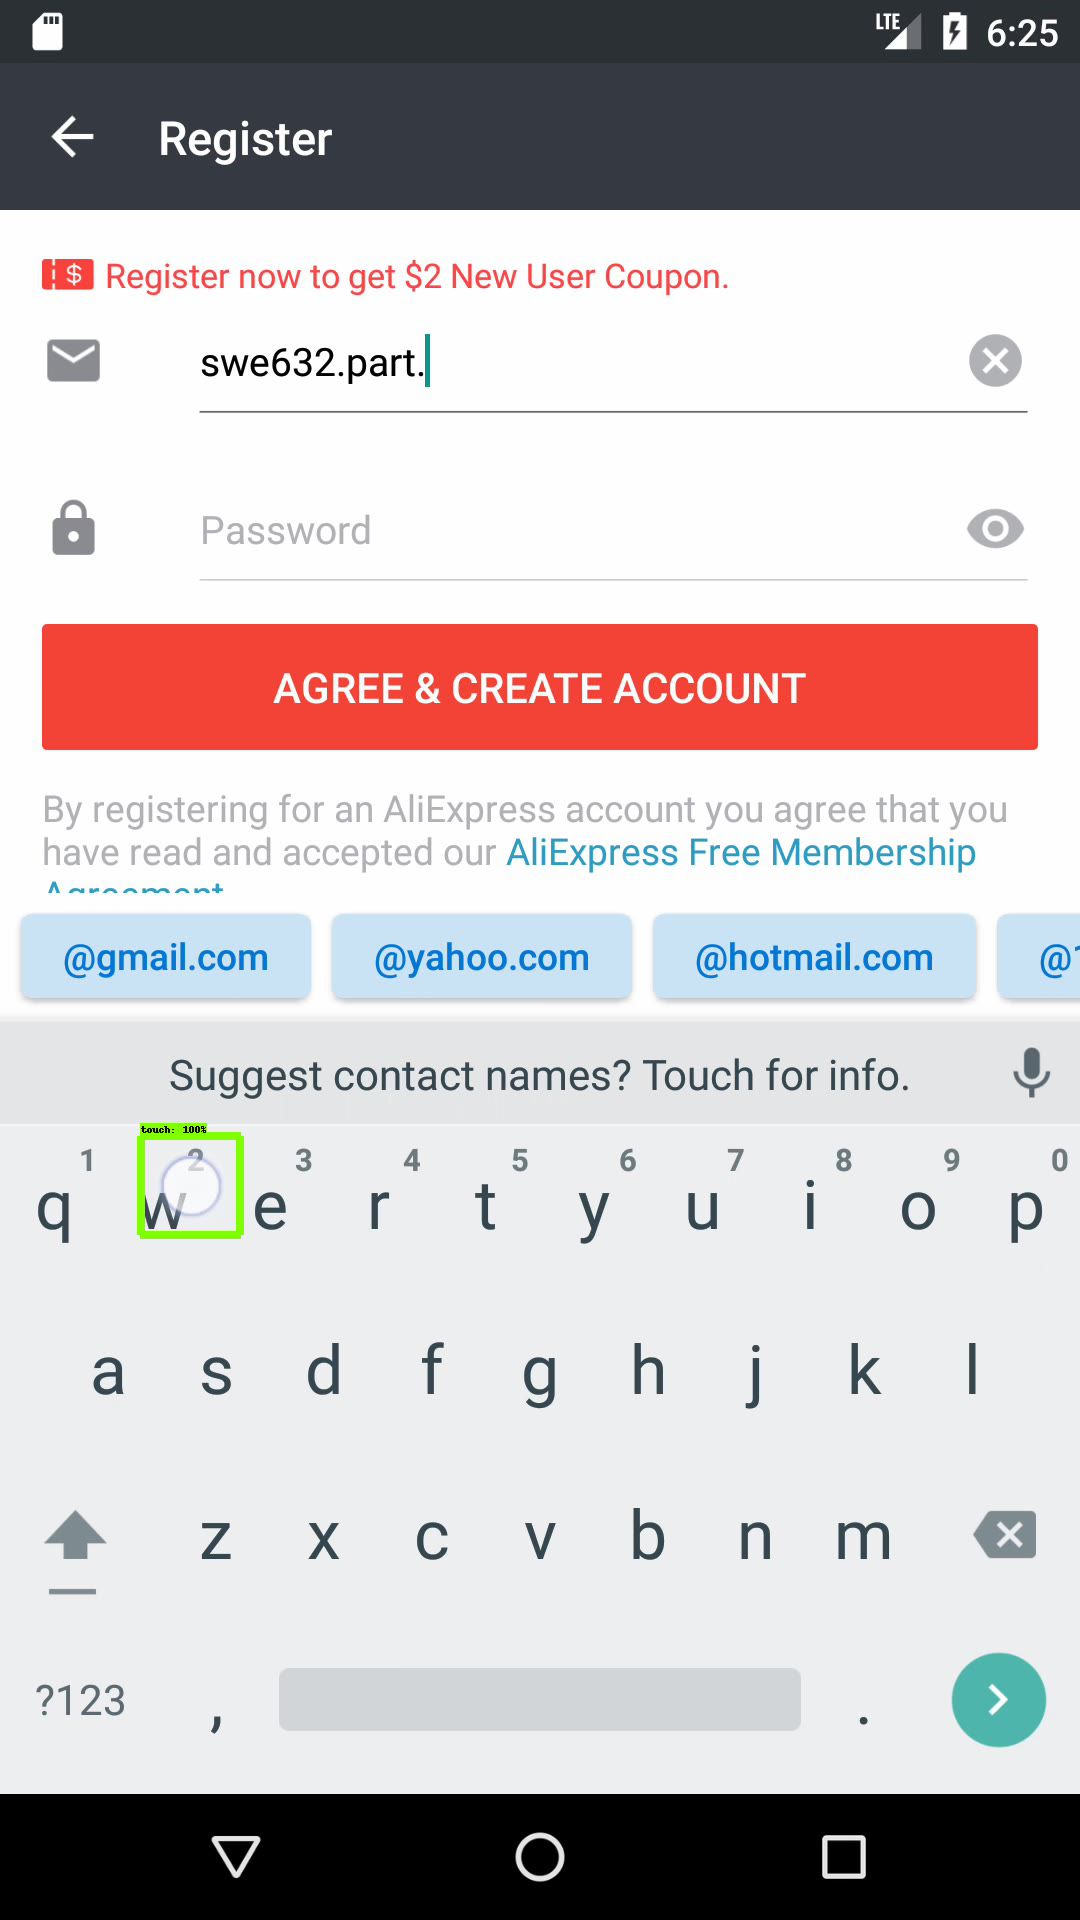 LTE 6:25
Register
$ Register now to get $2 New User Coupon.
swe632.part.
Password
AGREE & CREATE ACCOUNT
By registering for an AliExpress account you agree that you
have read and accepted our AliExpress Free Membership
Agreement
@gmail.com @yahoo.com @hotmail.com @1
Suggest contact names? Touch for info.
touch: 100%
1 2 3 4 5 6 7 8 9 0
q w e r t y u i o p
a s d f g h j k l
z x c v b n m
?123 , .